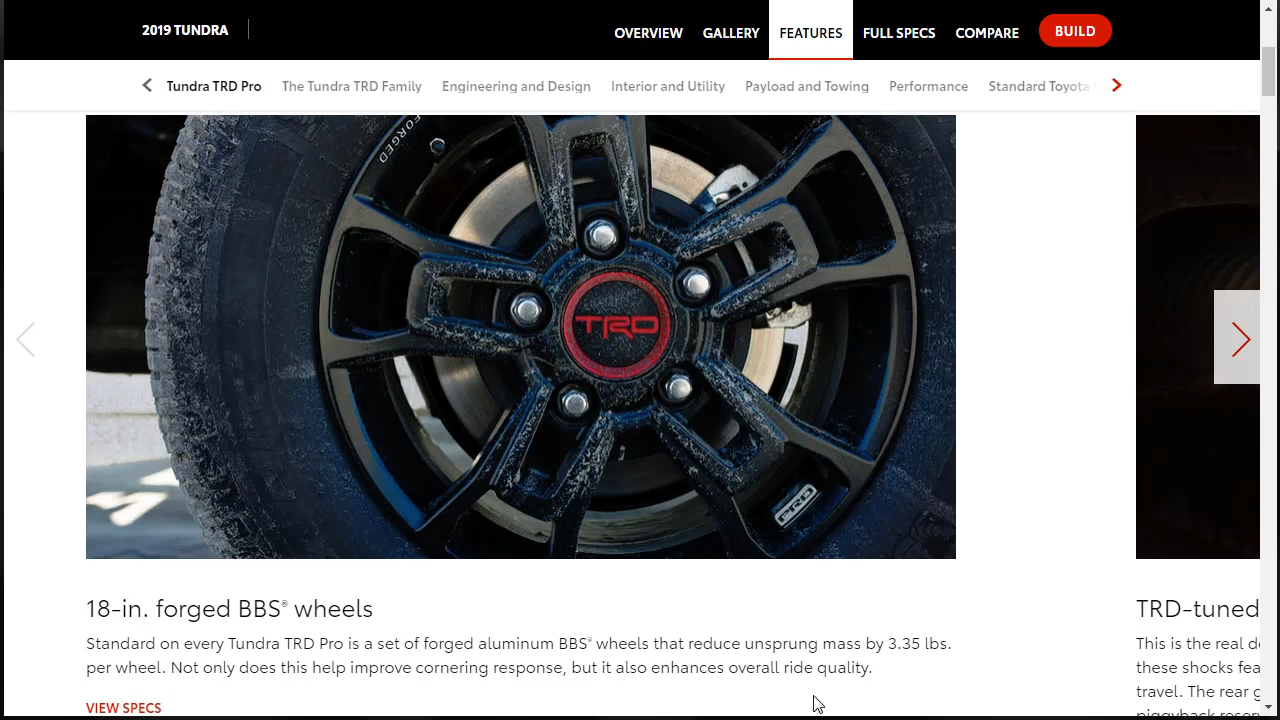 2019 TUNDRA
OVERVIEW GALLERY FEATURES FULL SPECS COMPARE BUILD
Tundra TRD Pro The Tundra TRD Family Engineering and Design Interior and Utility Payload and Towing Performance Standard Toyota
FORGED
TRD
PRO
18-in. forged BBS® wheels
Standard on every Tundra TRD Pro is a set of forged aluminum BBS® wheels that reduce unsprung mass by 3.35 lbs.
per wheel. Not only does this help improve cornering response, but it also enhances overall ride quality.
VIEW SPECS
TRD-tuned
This is the real
these shocks
travel. The rear